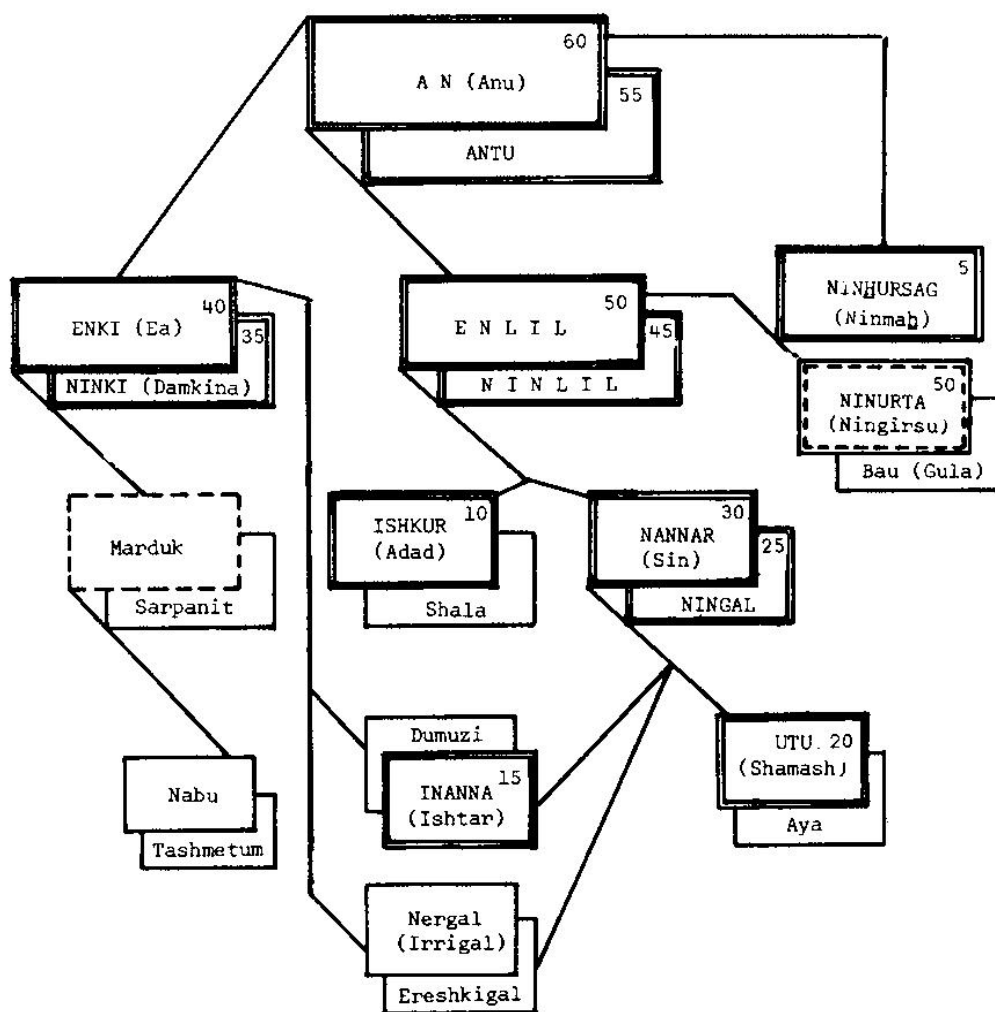 60
A N (Anu)
55
ANTU
5
NINHURSAG
(Ninmah)
40
ENKI (Ea)
35
NINKI (Damkina)
50
E N L I L
45
N I N L I L
50
NINURTA
(Ningirsu)
Bau (Gula)
Marduk
Sarpanit
10
ISHKUR
(Adad)
Shala
30
NANNAR
(Sin)
25
NINGAL
Dumuzi
15
INANNA
(Ishtar)
UTU. 20
(Shamash)
Aya
Nabu
Tashmetum
Nergal
(Irrigal)
Ereshkigal